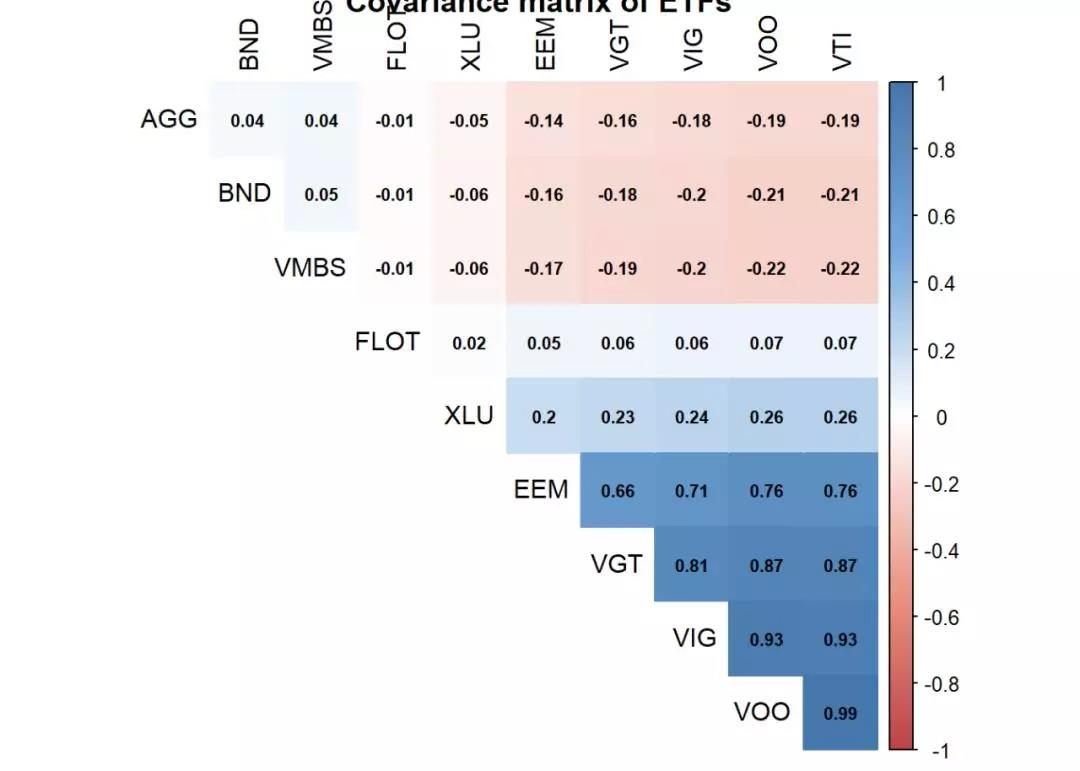 Covariance matrix of ETFs
BND VMBS FLOT XLU EEM VGT VIG VOO VTI
AGG 0.04 0.04 -0.01 -0.05 -0.14 -0.16 -0.18 -0.19 -0.19
BND 0.05 -0.01 -0.06 -0.16 -0.18 -0.2 -0.21 -0.21
VMBS -0.01 -0.06 -0.17 -0.19 -0.2 -0.22 -0.22
FLOT 0.02 0.05 0.06 0.06 0.07 0.07
XLU 0.2 0.23 0.24 0.26 0.26
EEM 0.66 0.71 0.76 0.76
VGT 0.81 0.87 0.87
VIG 0.93 0.93
VOO 0.99
1
0.8
0.6
0.4
0.2
0
-0.2
-0.4
-0.6
-0.8
-1